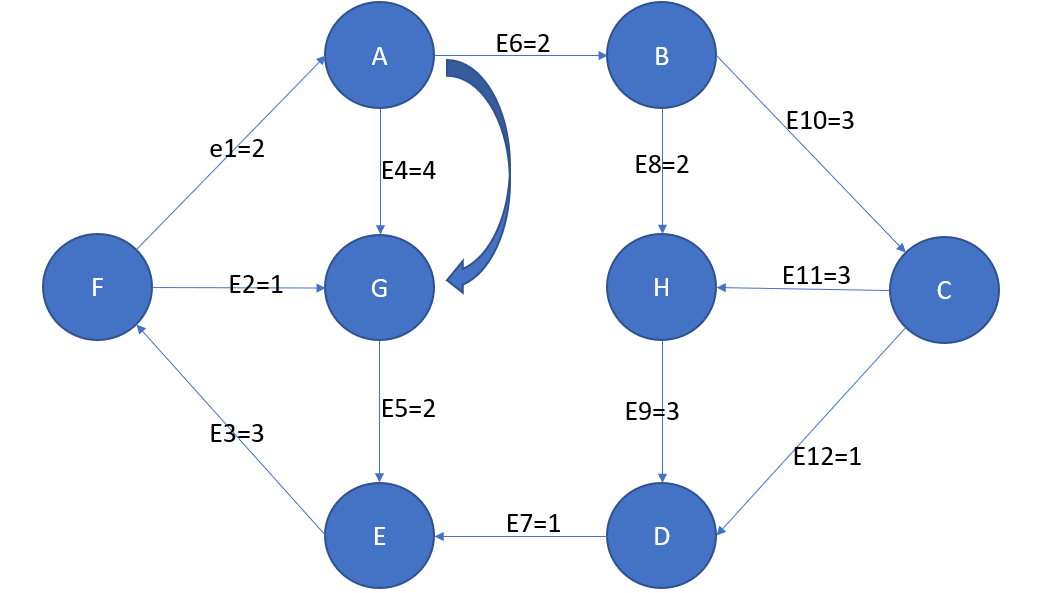 A
E6=2
B
E10=3
e1=2
E4=4
E8=2
F
E2=1
G
H
E11=3
C
E3=3
E5=2
E9=3
E12=1
E
E7=1
D